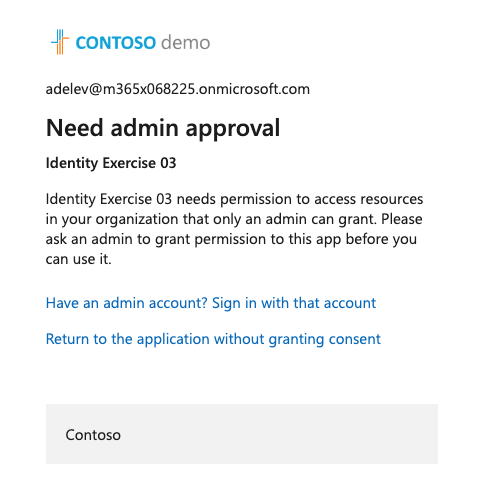 CONTOSO demo
adelev@m365x068225.onmicrosoft.com
Need admin approval
Identity Exercise 03
Identity Exercise 03 needs permission to access resources
in your organization that only an admin can grant. Please
ask an admin to grant permission to this app before you
can use it.
Have an admin account? Sign in with that account
Return to the application without granting consent
Contoso